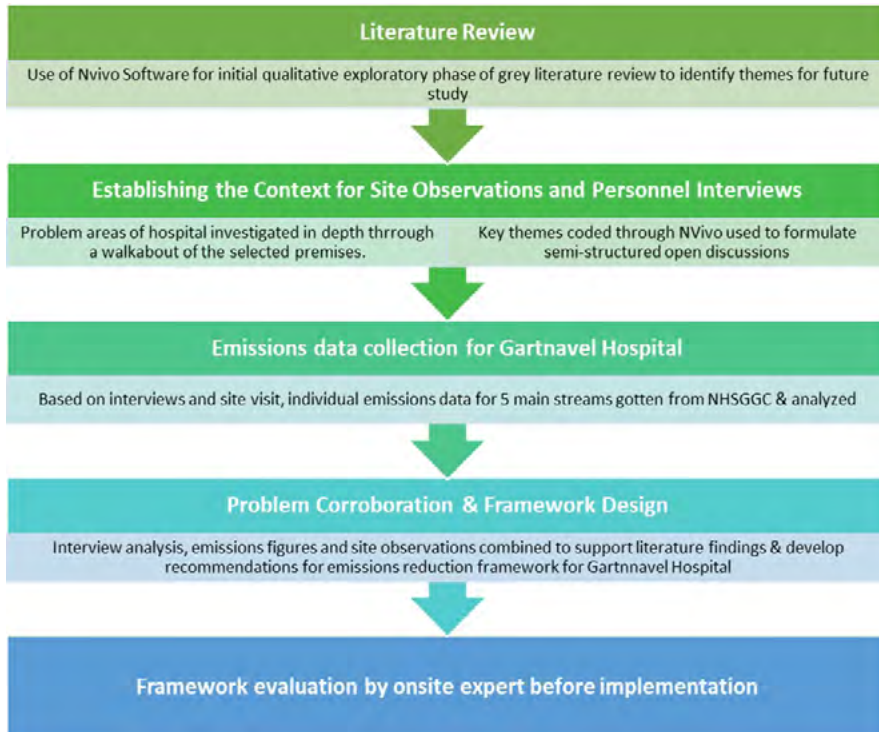 Literature Review
Use of Nvivo Software for initial qualitative exploratory phase of grey literature review to identify themes for future
study
Establishing the Context for Site Observations and Personnel Interviews
Problem areas of hospital investigated in depth thrrough
a walkabout of the selected premises.
Key themes coded through NVivo used to formulate
semi-structured open discussions
Emissions data collection for Gartnavel Hospital
Based on interviews and site visit, individual emissions data for 5 main streams gotten from NHSGGC & analyzed
Problem Corroboration & Framework Design
Interview analysis, emissions figures and site observations combined to support literature findings & develop
recommendations for emissions reduction framework for Gartnnavel Hospital
Framework evaluation by onsite expert before implementation